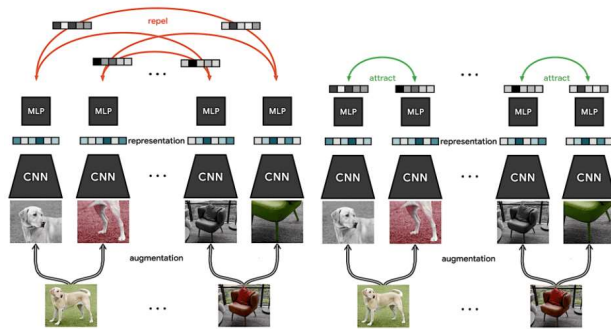 repel
attract
attract
MLP MLP MLP MLP MLP MLP MLP MLP
representation representation
CNN CNN CNN CNN CNN CNN CNN CNN
augmentation augmentation